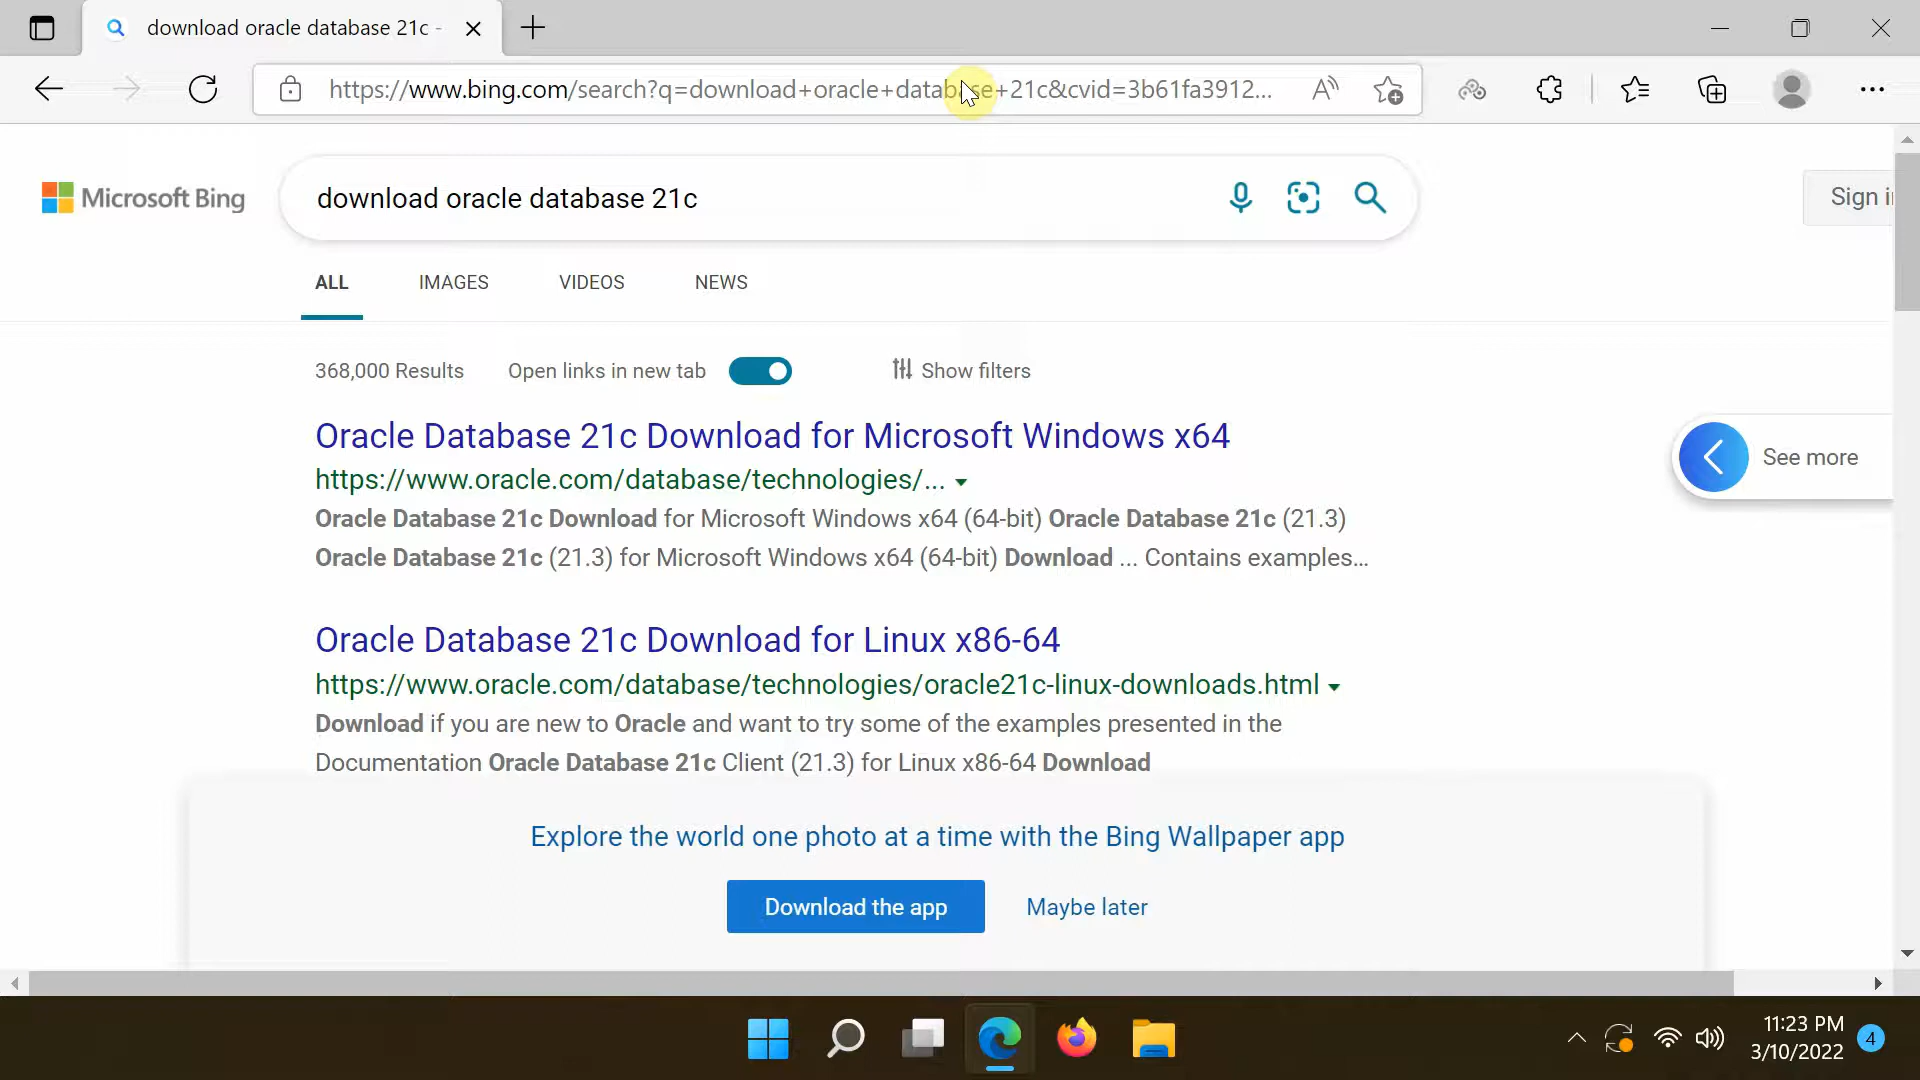 download oracle database 21c -
https://www.bing.com/search?q=download+oracle+database+21c&cvid=3b61fa3912...
Microsoft Bing
download oracle database 21c
Sign in
ALL
IMAGES
VIDEOS
NEWS
368,000 Results
Open links in new tab
Show filters
Oracle Database 21c Download for Microsoft Windows x64
https://www.oracle.com/database/technologies/...
Oracle Database 21c Download for Microsoft Windows x64 (64-bit) Oracle Database 21c (21.3)
Oracle Database 21c (21.3) for Microsoft Windows x64 (64-bit) Download ... Contains examples...
See more
Oracle Database 21c Download for Linux x86-64
https://www.oracle.com/database/technologies/oracle21c-linux-downloads.html
Download if you are new to Oracle and want to try some of the examples presented in the
Documentation Oracle Database 21c Client (21.3) for Linux x86-64 Download
Explore the world one photo at a time with the Bing Wallpaper app
Download the app
Maybe later
11:23 PM
3/10/2022
4